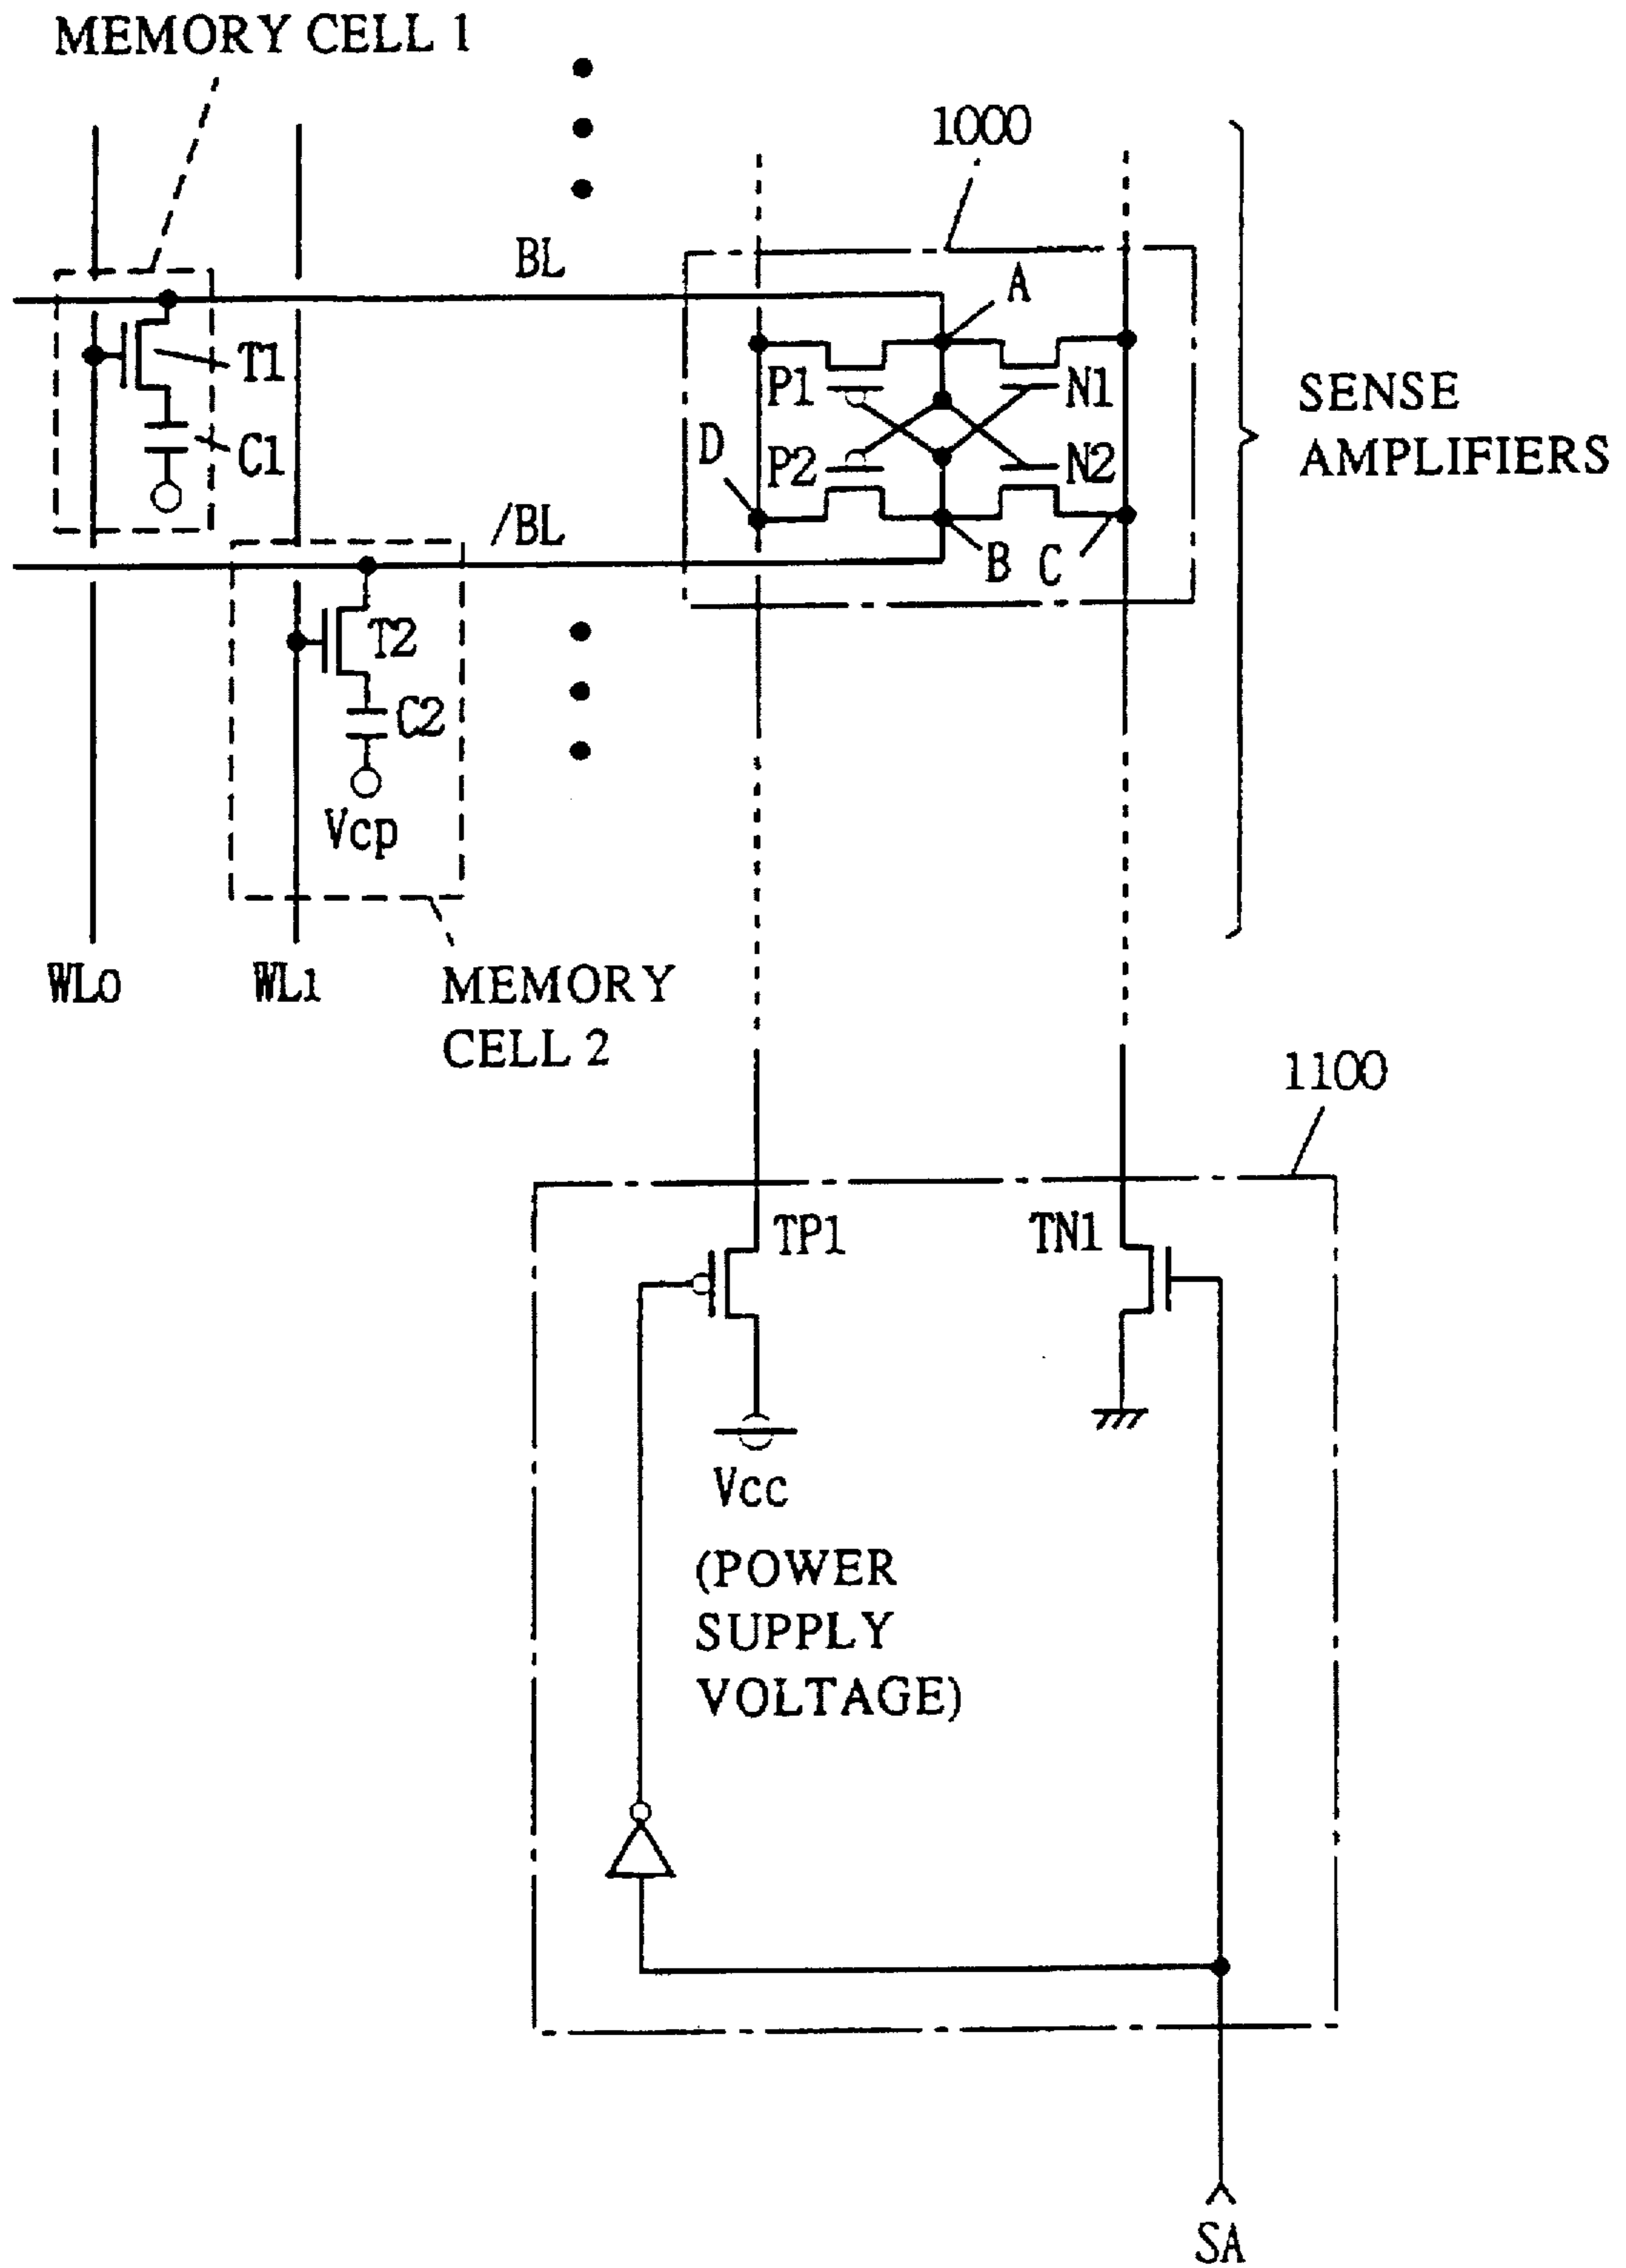 MEMORY CELL 1
1000
BL
A
T1
P1
N1
SENSE
AMPLIFIERS
C1
D
P2
N2
/BL
B
C
T2
C2
Vcp
WL0
WL1
MEMORY
CELL 2
1100
TP1
TN1
Vcc
(POWER
SUPPLY
VOLTAGE)
SA